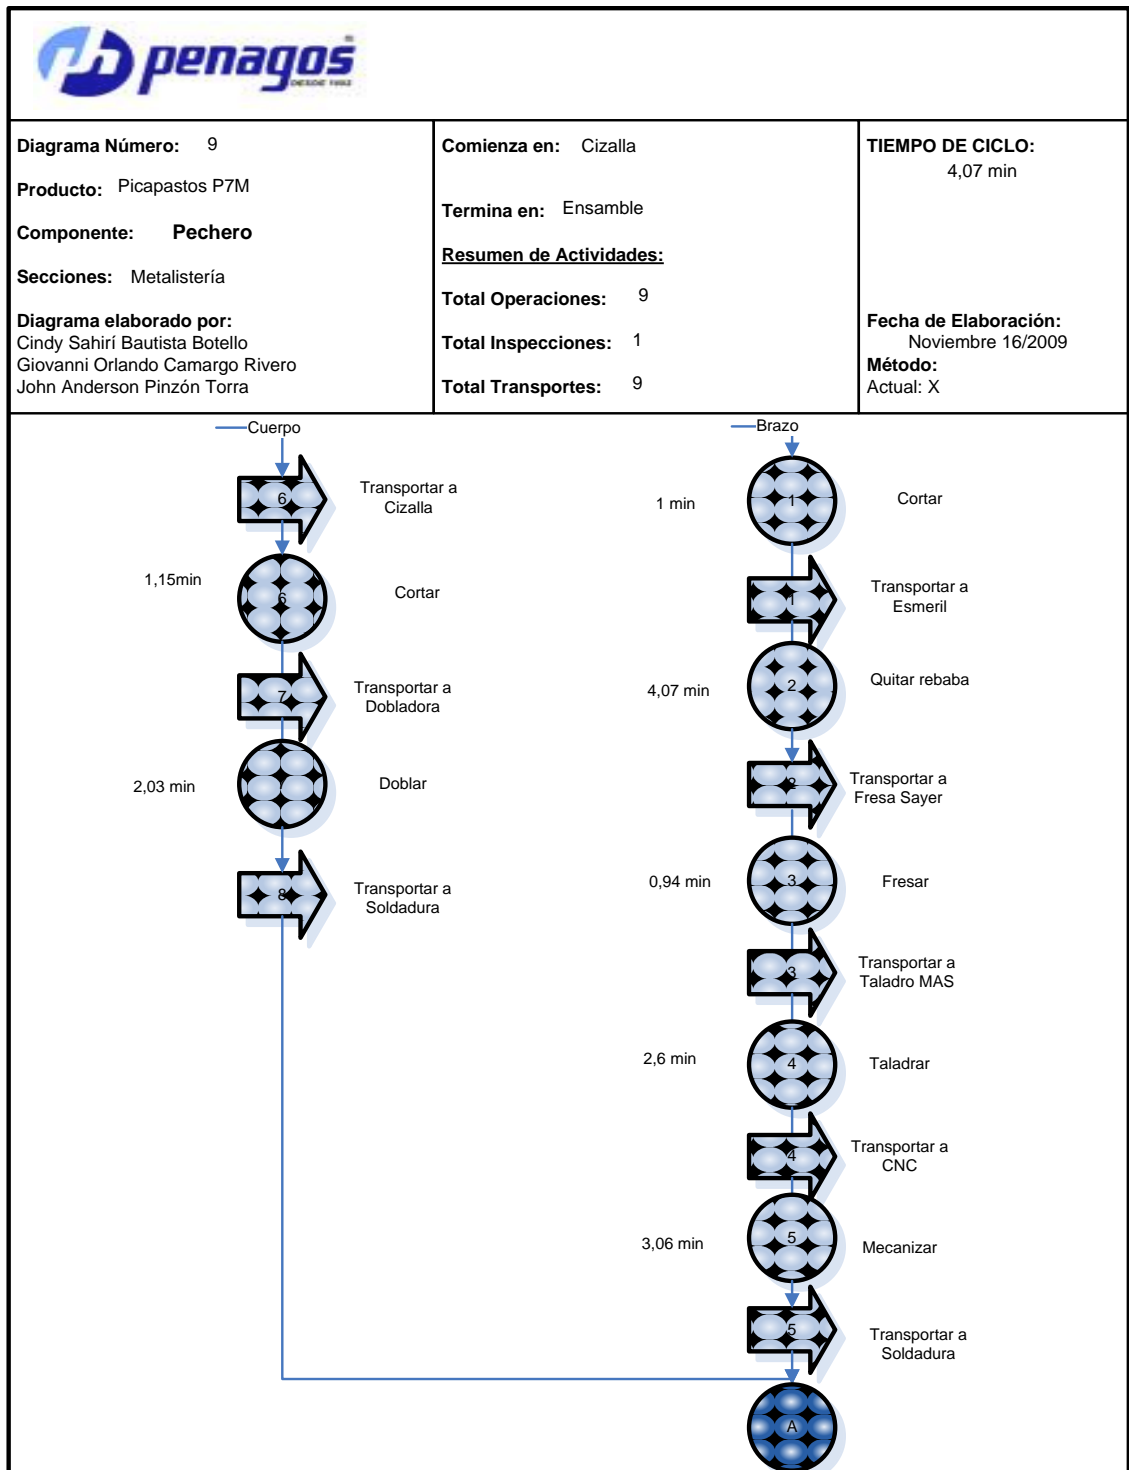 penagos
DESDE 1892
Diagrama Número: 9
Producto: Picapastos P7M
Componente: Pechero
Secciones: Metalistería
Diagrama elaborado por:
Cindy Sahirí Bautista Botello
Giovanni Orlando Camargo Rivero
John Anderson Pinzón Torra
Comienza en: Cizalla
Termina en: Ensamble
Resumen de Actividades:
Total Operaciones: 9
Total Inspecciones: 1
Total Transportes: 9
TIEMPO DE CICLO:
4,07 min
Fecha de Elaboración:
Noviembre 16/2009
Método:
Actual: X
Cuerpo
6
Transportar a
Cizalla
1,15min
6
Cortar
7
Transportar a
Dobladora
2,03 min
Doblar
8
Transportar a
Soldadura
Brazo
1 min
1
Cortar
1
Transportar a
Esmeril
4,07 min
2
Quitar rebaba
2
Transportar a
Fresa Sayer
0,94 min
3
Fresar
3
Transportar a
Taladro MAS
2,6 min
4
Taladrar
4
Transportar a
CNC
3,06 min
5
Mecanizar
5
Transportar a
Soldadura
A